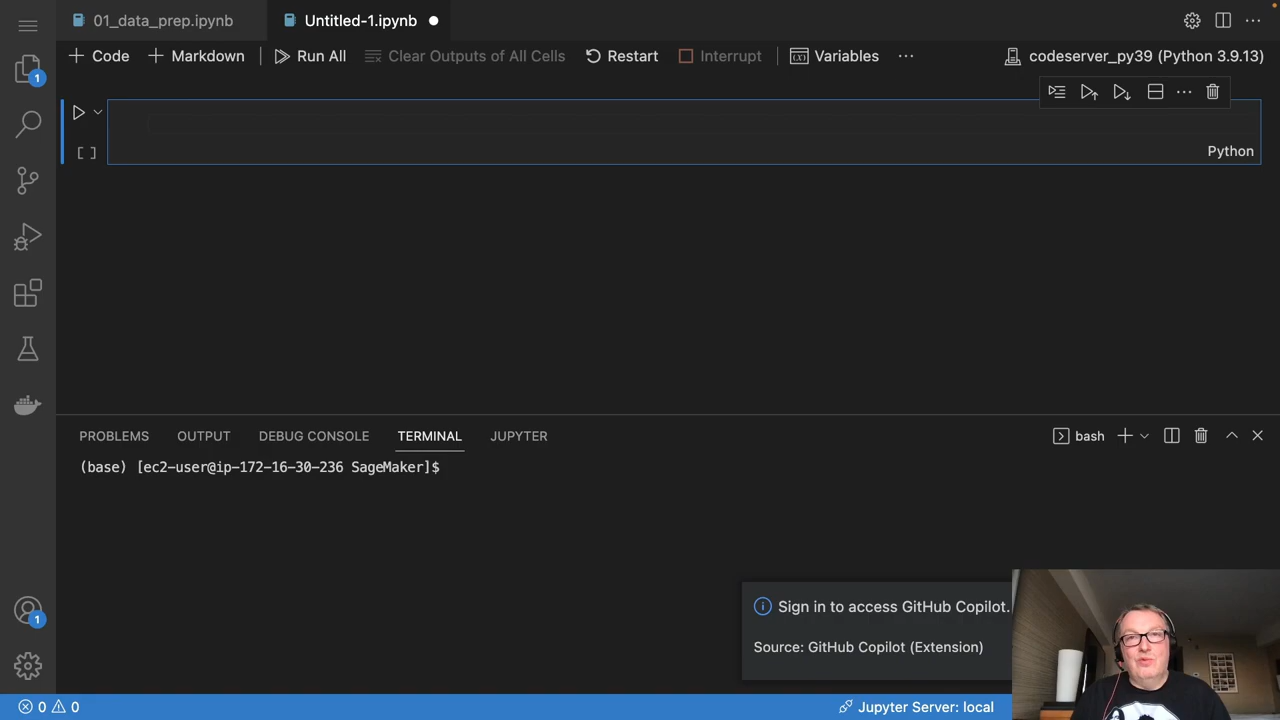 01_data_prep.ipynb
Untitled-1.ipynb
Code
Markdown
Run All
Clear Outputs of All Cells
Restart
Interrupt
Variables
codeserver_py39 (Python 3.9.13)
1
[ ]
Python
PROBLEMS
OUTPUT
DEBUG CONSOLE
TERMINAL
JUPYTER
bash
(base) [ec2-user@ip-172-16-30-236 SageMaker]$
Sign in to access GitHub Copilot.
Source: GitHub Copilot (Extension)
1
0
0
Jupyter Server: local